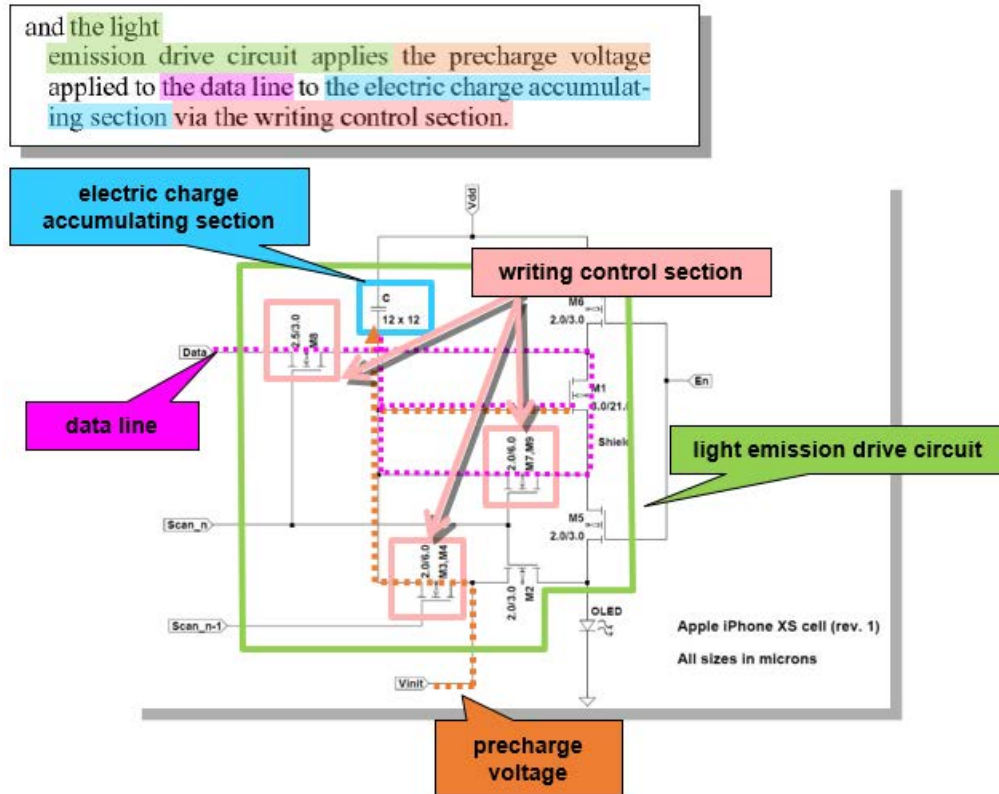 and the light
emission drive circuit applies the precharge voltage
applied to the data line to the electric charge accumulat-
ing section via the writing control section.
electric charge
accumulating section
Vdd
writing control section
C
12 x 12
M6
2.0/3.0
2.5/3.0
M8
Data
En
M1
data line
2.0/6.0
M7,M9
light emission drive circuit
Scan_n
M5
2.0/3.0
2.0/6.0
M3,M4
2.0/3.0
M2
OLED
Scan_n-1
Apple iPhone XS cell (rev. 1)
All sizes in microns
Vinit
precharge
voltage